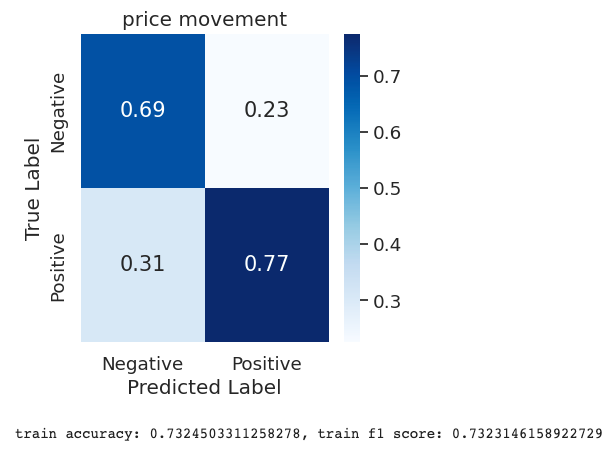 price movement
True Label
Negative
Positive
0.69 0.23
0.31 0.77
0.7
0.6
0.5
0.4
0.3
Negative Positive
Predicted Label
train accuracy: 0.7324503311258278, train f1 score: 0.7323146158922729